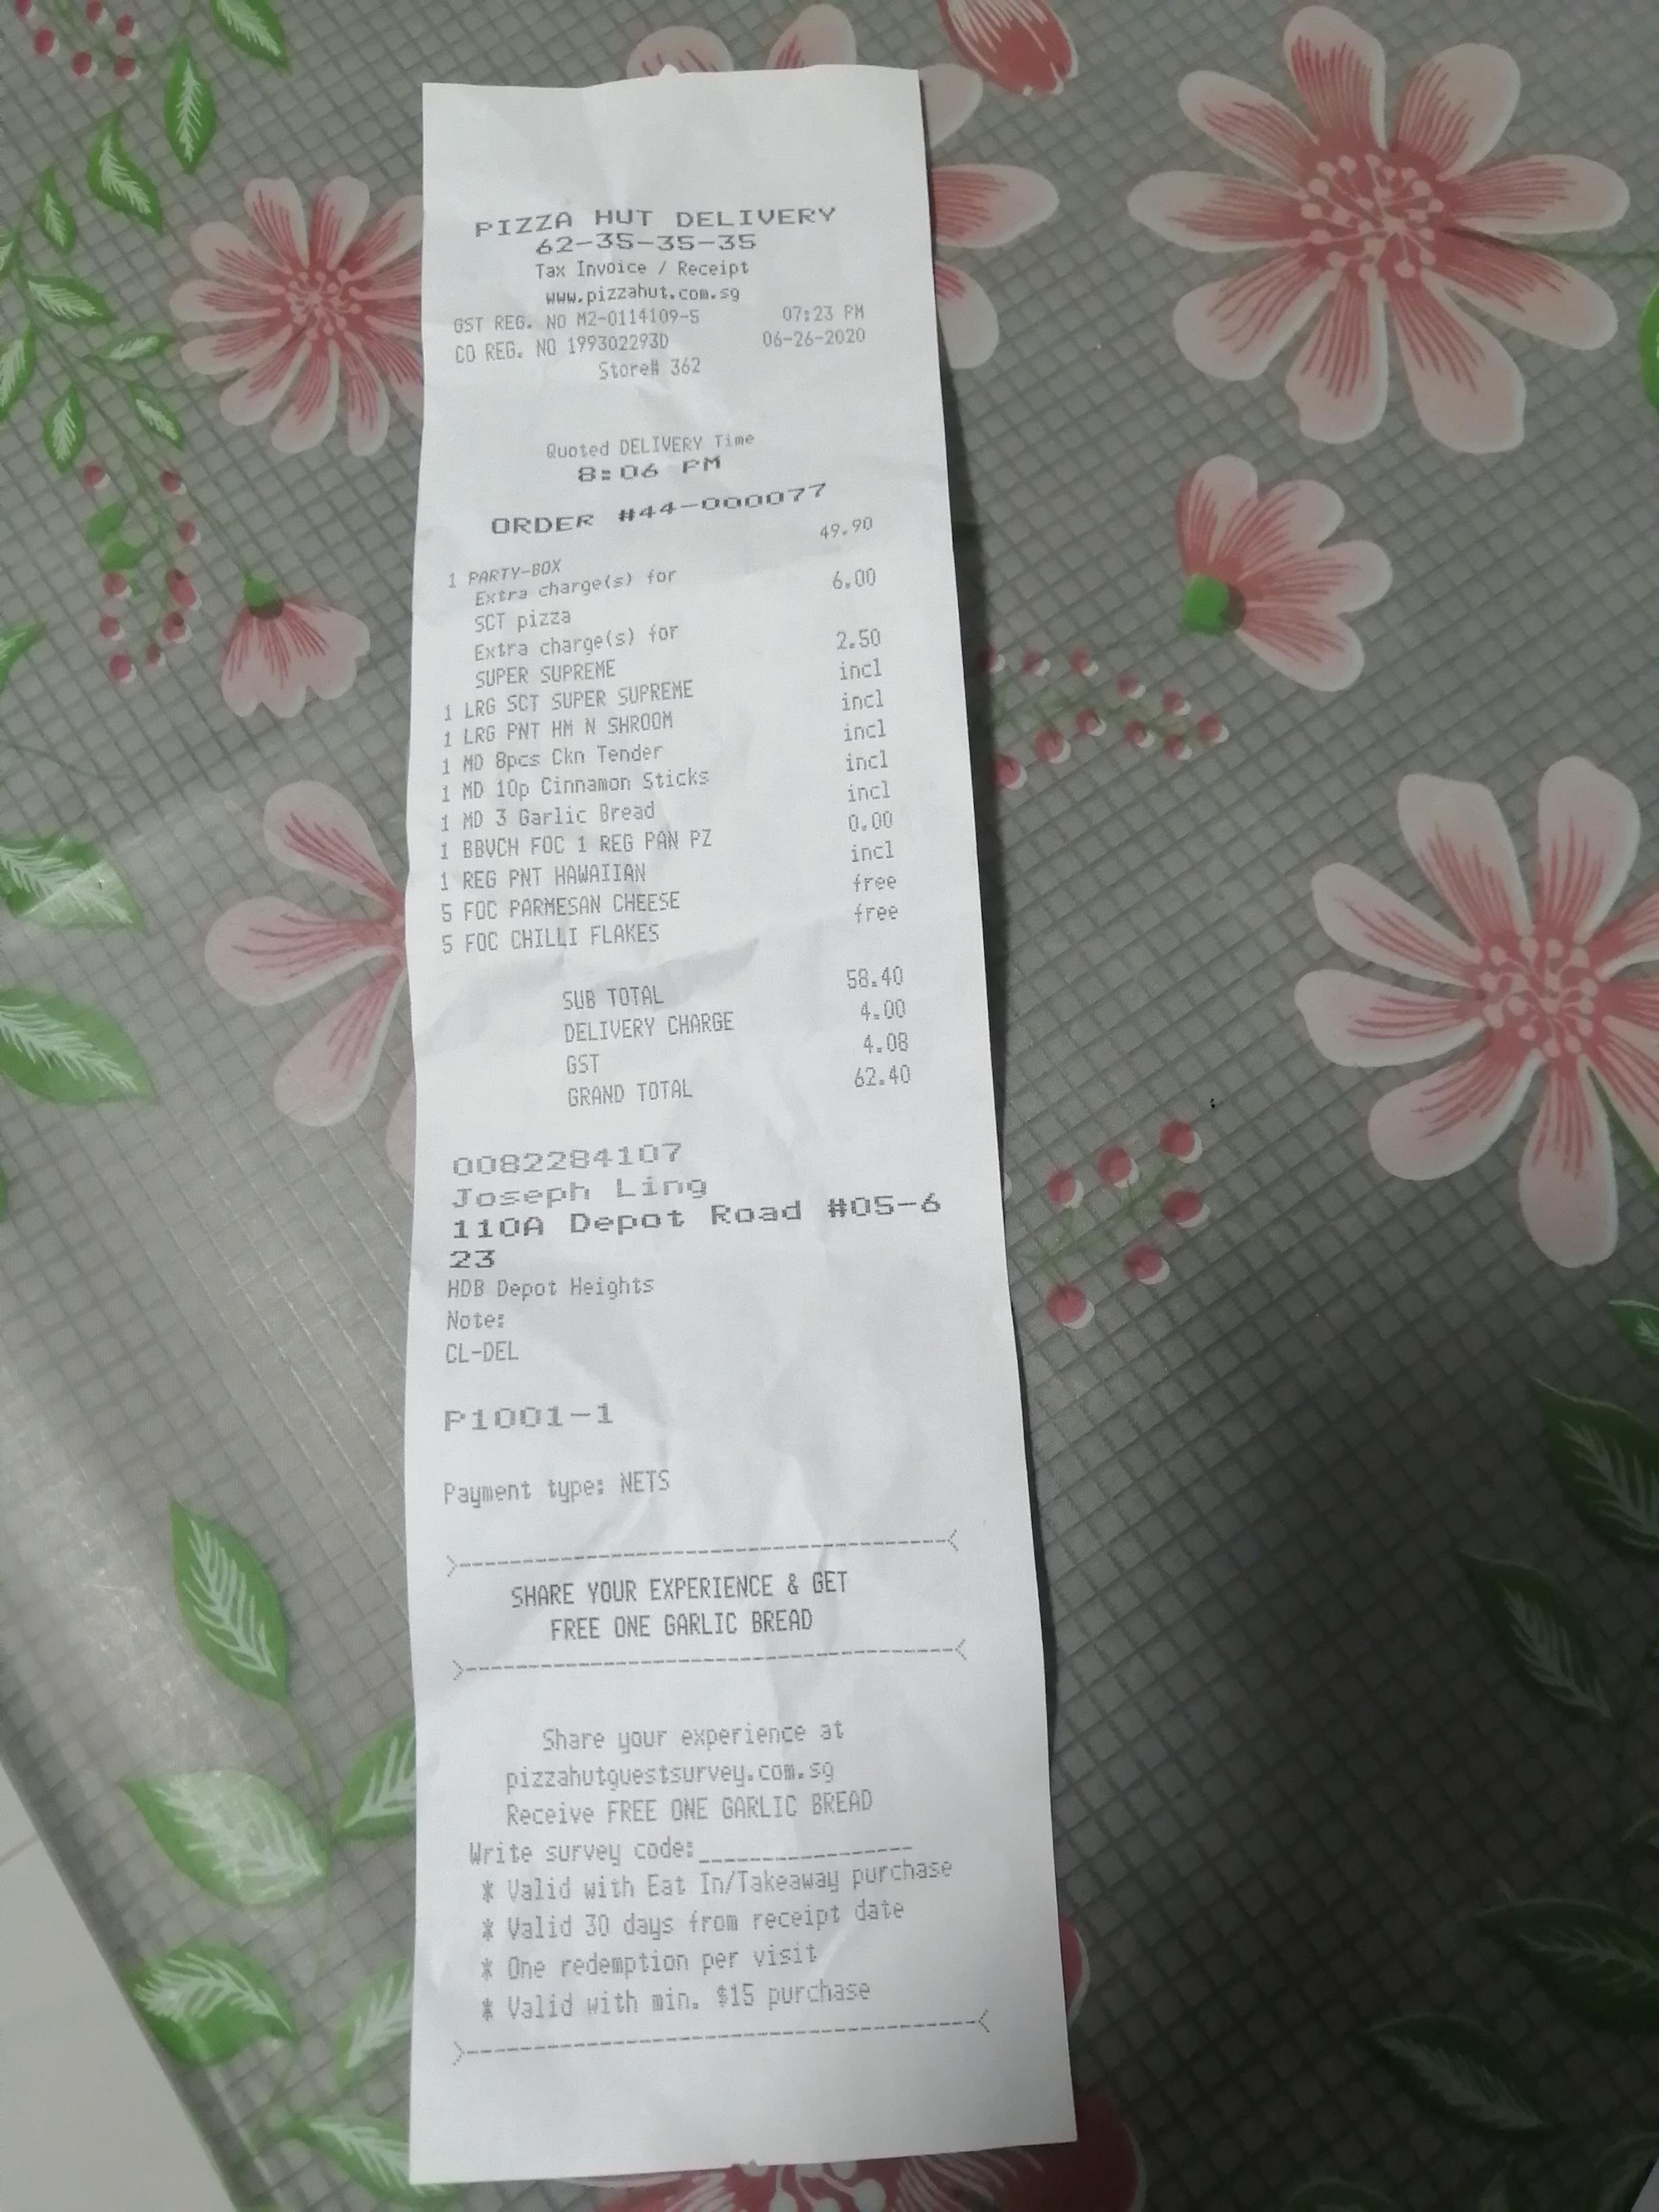 PIZZA HUT DELIVERY
62-35-35-35
Tax Invoice / Receipt
www.pizzahut.com.sg
GST REG. NO M2-0114109-5 07:23 PM
CO REG. NO 199302293D 06-26-2020
Store# 362
Quoted DELIVERY Time
8:06 PM
ORDER #44-000077
1 PARTY-BOX 49.90
Extra charge(s) for
SCT pizza 6.00
Extra charge(s) for
SUPER SUPREME 2.50
1 LRG SCT SUPER SUPREME incl
1 LRG PNT HM N SHROOM incl
1 MD 8pcs Ckn Tender incl
1 MD 10p Cinnamon Sticks incl
1 MD 3 Garlic Bread incl
1 BBVCH FOC 1 REG PAN PZ 0.00
1 REG PNT HAWAIIAN incl
5 FOC PARMESAN CHEESE free
5 FOC CHILLI FLAKES free
SUB TOTAL 58.40
DELIVERY CHARGE 4.00
GST 4.08
GRAND TOTAL 62.40
0082284107
Joseph Ling
110A Depot Road #05-6
23
HDB Depot Heights
Note:
CL-DEL
P1001-1
Payment type: NETS
>--------------------------------------<
SHARE YOUR EXPERIENCE & GET
FREE ONE GARLIC BREAD
>--------------------------------------<
Share your experience at
pizzahutguestsurvey.com.sg
Receive FREE ONE GARLIC BREAD
Write survey code:________________
* Valid with Eat In/Takeaway purchase
* Valid 30 days from receipt date
* One redemption per visit
* Valid with min. $15 purchase
>--------------------------------------<